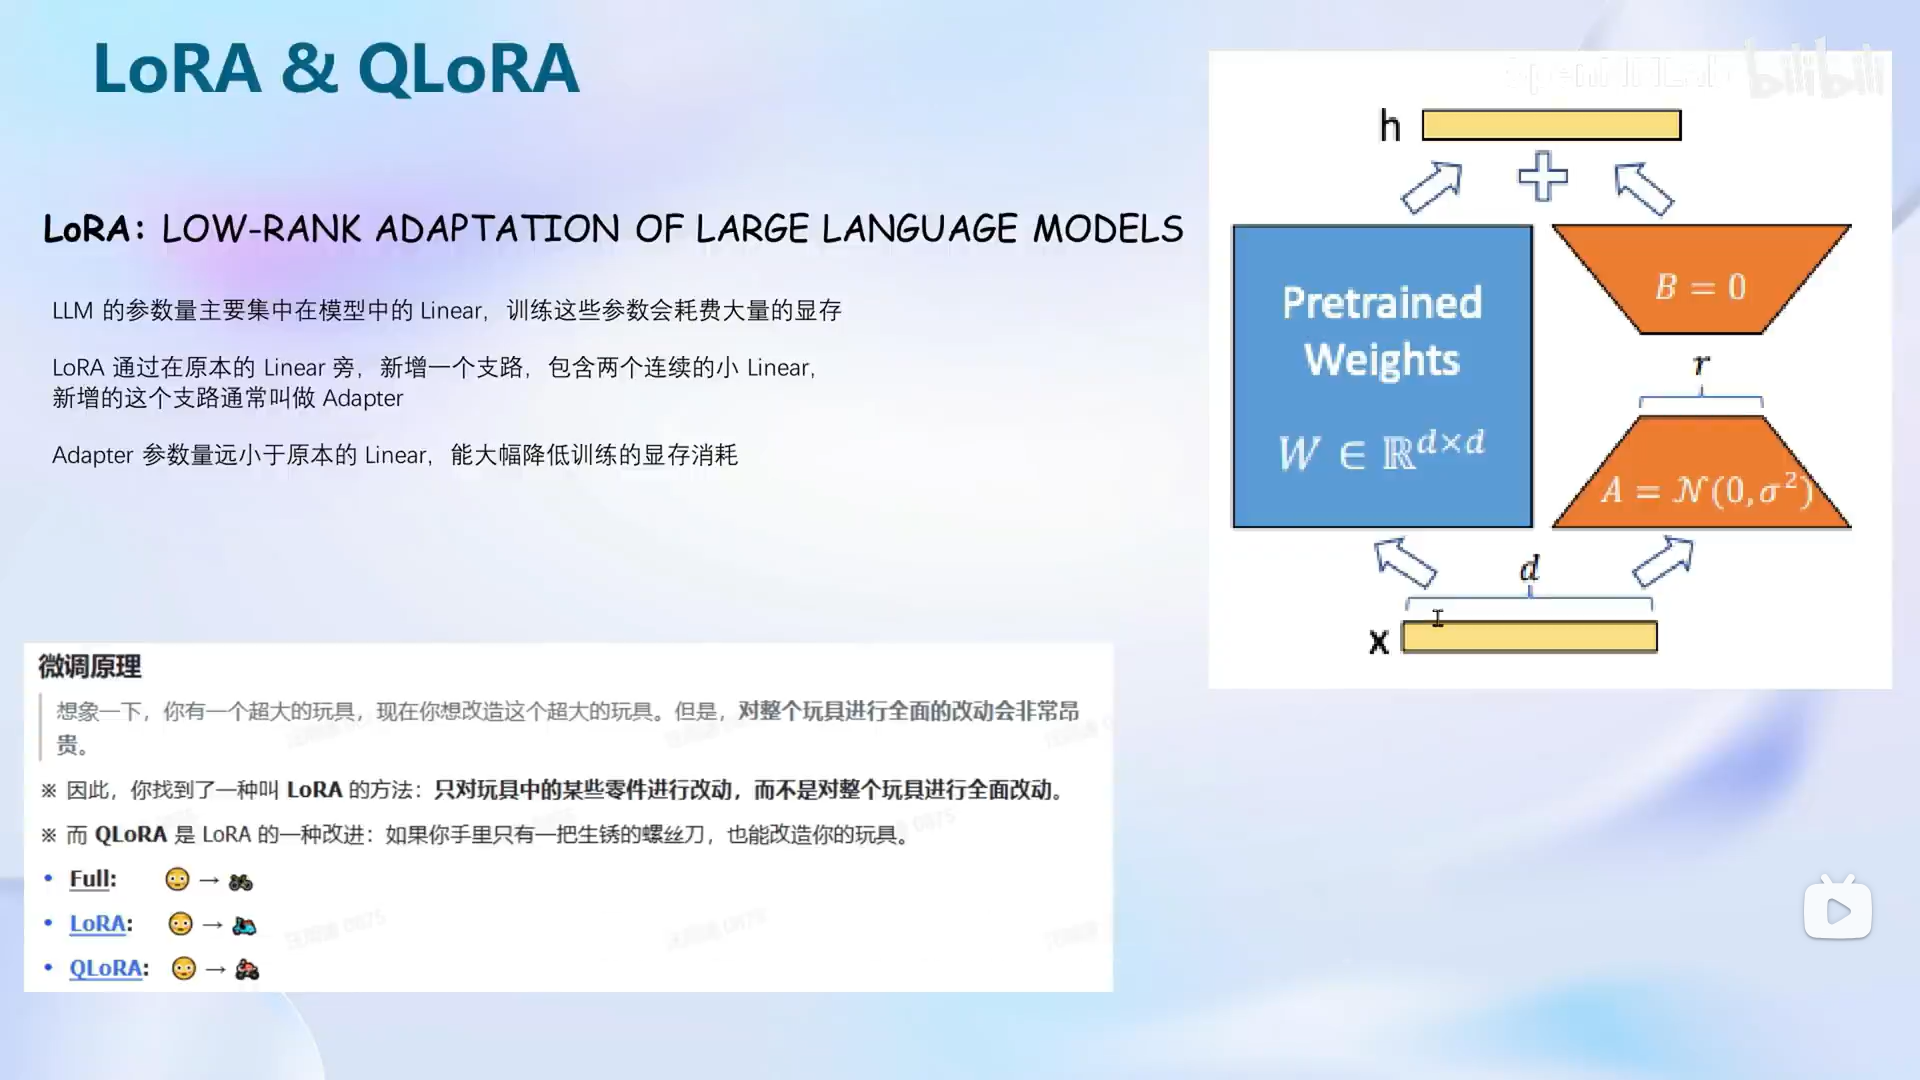 LoRA & QLoRA
LoRA: LOW-RANK ADAPTATION OF LARGE LANGUAGE MODELS
LLM 的参数量主要集中在模型中的 Linear，训练这些参数会耗费大量的显存
LoRA 通过在原本的 Linear 旁，新增一个支路，包含两个连续的小 Linear，
新增的这个支路通常叫做 Adapter
Adapter 参数量远小于原本的 Linear，能大幅降低训练的显存消耗
bilibili
h
Pretrained
Weights
W ∈ ℝ^{d×d}
B = 0
r
A = 𝒩(0, σ²)
d
x
微调原理
想象一下，你有一个超大的玩具，现在你想改造这个超大的玩具。但是，对整个玩具进行全面的改动会非常昂
贵。
※ 因此，你找到了一种叫 LoRA 的方法：只对玩具中的某些零件进行改动，而不是对整个玩具进行全面改动。
※ 而 QLoRA 是 LoRA 的一种改进：如果你手里只有一把生锈的螺丝刀，也能改造你的玩具。
• Full: 😳 → 🏍
• LoRA: 😳 → 🛵
• QLoRA: 😳 → 🏍